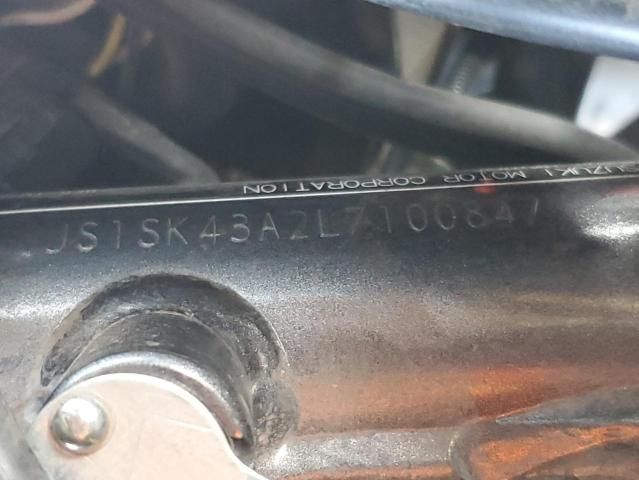 SUZUKI MOTOR CORPORATION
JS1SK43A2L7100847